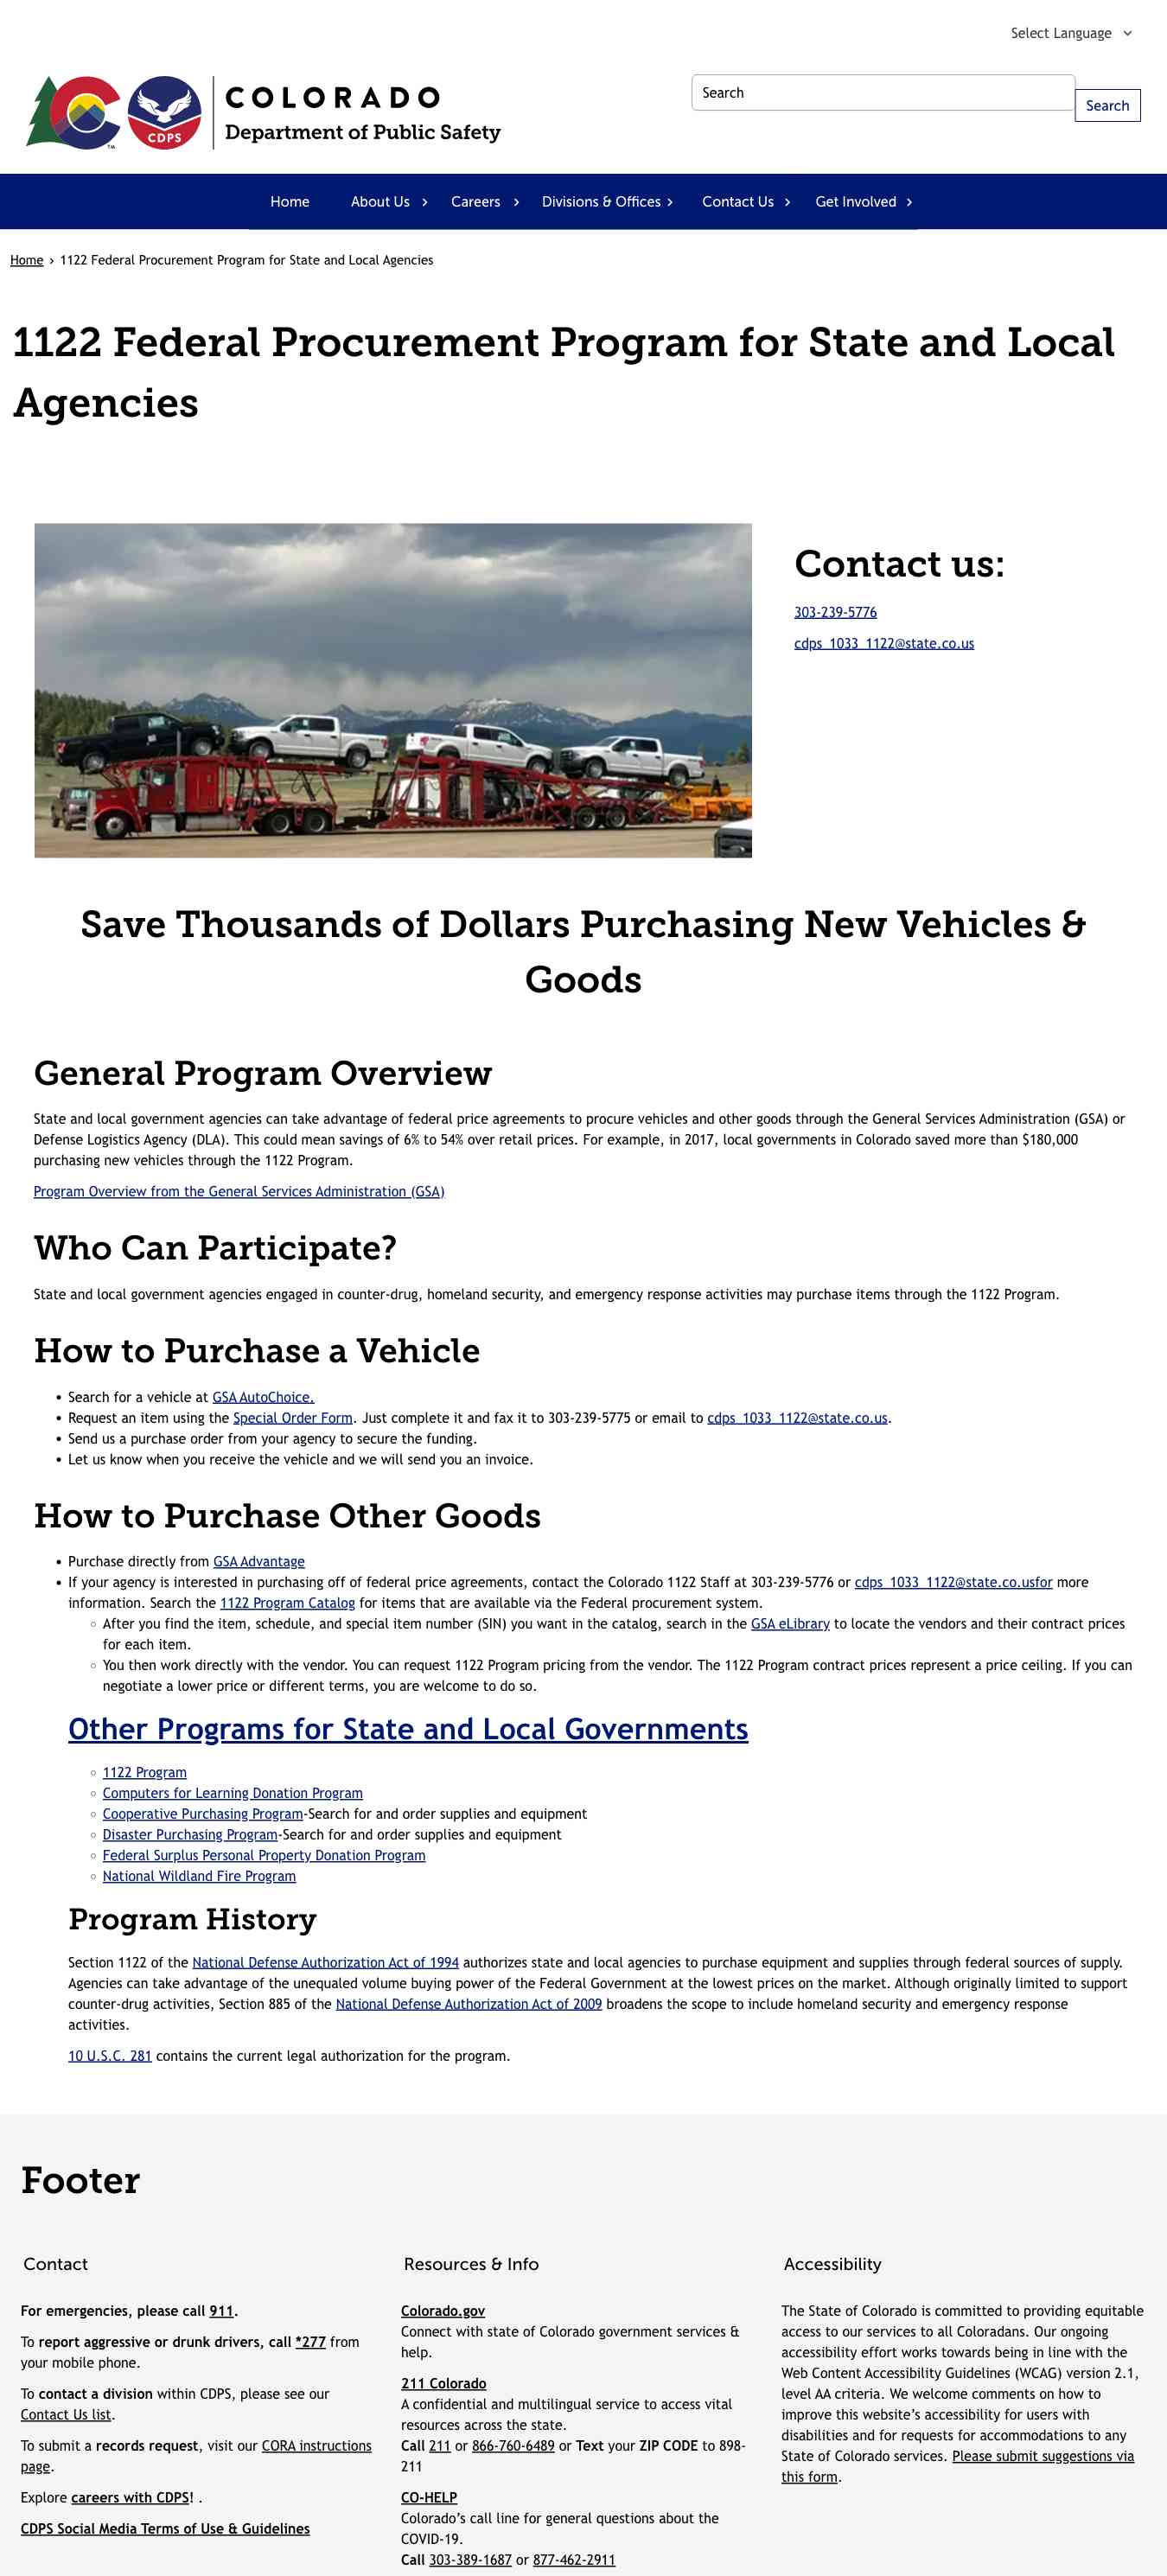 Select Language
CDPS
TM
COLORADO
Department of Public Safety
Search
Search
Home
About Us
Careers
Divisions & Offices
Contact Us
Get Involved
Home › 1122 Federal Procurement Program for State and Local Agencies
1122 Federal Procurement Program for State and Local
Agencies
Contact us:
303-239-5776
cdps_1033_1122@state.co.us
Save Thousands of Dollars Purchasing New Vehicles &
Goods
General Program Overview
State and local government agencies can take advantage of federal price agreements to procure vehicles and other goods through the General Services Administration (GSA) or
Defense Logistics Agency (DLA). This could mean savings of 6% to 54% over retail prices. For example, in 2017, local governments in Colorado saved more than $180,000
purchasing new vehicles through the 1122 Program.
Program Overview from the General Services Administration (GSA)
Who Can Participate?
State and local government agencies engaged in counter-drug, homeland security, and emergency response activities may purchase items through the 1122 Program.
How to Purchase a Vehicle
• Search for a vehicle at GSA AutoChoice.
• Request an item using the Special Order Form. Just complete it and fax it to 303-239-5775 or email to cdps_1033_1122@state.co.us.
• Send us a purchase order from your agency to secure the funding.
• Let us know when you receive the vehicle and we will send you an invoice.
How to Purchase Other Goods
• Purchase directly from GSA Advantage
• If your agency is interested in purchasing off of federal price agreements, contact the Colorado 1122 Staff at 303-239-5776 or cdps_1033_1122@state.co.usfor more
information. Search the 1122 Program Catalog for items that are available via the Federal procurement system.
◦ After you find the item, schedule, and special item number (SIN) you want in the catalog, search in the GSA eLibrary to locate the vendors and their contract prices
for each item.
◦ You then work directly with the vendor. You can request 1122 Program pricing from the vendor. The 1122 Program contract prices represent a price ceiling. If you can
negotiate a lower price or different terms, you are welcome to do so.
Other Programs for State and Local Governments
◦ 1122 Program
◦ Computers for Learning Donation Program
◦ Cooperative Purchasing Program-Search for and order supplies and equipment
◦ Disaster Purchasing Program-Search for and order supplies and equipment
◦ Federal Surplus Personal Property Donation Program
◦ National Wildland Fire Program
Program History
Section 1122 of the National Defense Authorization Act of 1994 authorizes state and local agencies to purchase equipment and supplies through federal sources of supply.
Agencies can take advantage of the unequaled volume buying power of the Federal Government at the lowest prices on the market. Although originally limited to support
counter-drug activities, Section 885 of the National Defense Authorization Act of 2009 broadens the scope to include homeland security and emergency response
activities.
10 U.S.C. 281 contains the current legal authorization for the program.
Footer
Contact
For emergencies, please call 911.
To report aggressive or drunk drivers, call *277 from
your mobile phone.
To contact a division within CDPS, please see our
Contact Us list.
To submit a records request, visit our CORA instructions
page.
Explore careers with CDPS! .
CDPS Social Media Terms of Use & Guidelines
Resources & Info
Colorado.gov
Connect with state of Colorado government services &
help.
211 Colorado
A confidential and multilingual service to access vital
resources across the state.
Call 211 or 866-760-6489 or Text your ZIP CODE to 898-
211
CO-HELP
Colorado’s call line for general questions about the
COVID-19.
Call 303-389-1687 or 877-462-2911
Accessibility
The State of Colorado is committed to providing equitable
access to our services to all Coloradans. Our ongoing
accessibility effort works towards being in line with the
Web Content Accessibility Guidelines (WCAG) version 2.1,
level AA criteria. We welcome comments on how to
improve this website’s accessibility for users with
disabilities and for requests for accommodations to any
State of Colorado services. Please submit suggestions via
this form.